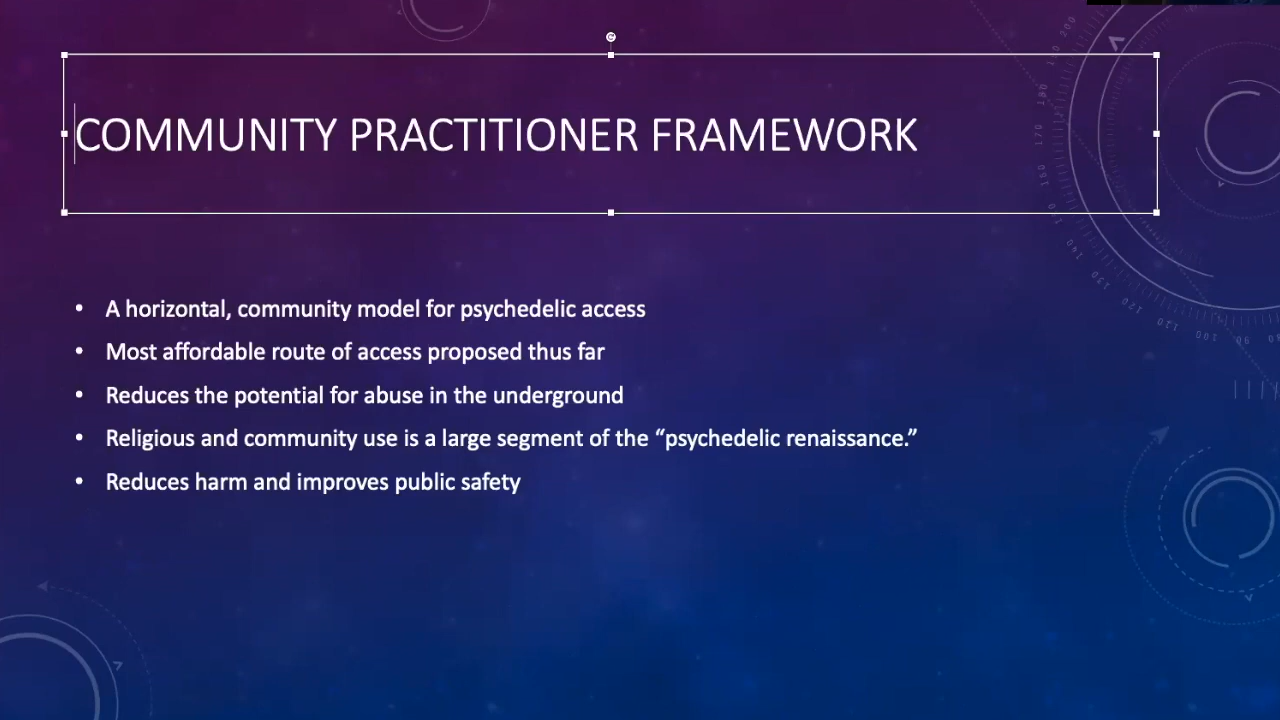 COMMUNITY PRACTITIONER FRAMEWORK
• A horizontal, community model for psychedelic access
• Most affordable route of access proposed thus far
• Reduces the potential for abuse in the underground
• Religious and community use is a large segment of the “psychedelic renaissance.”
• Reduces harm and improves public safety